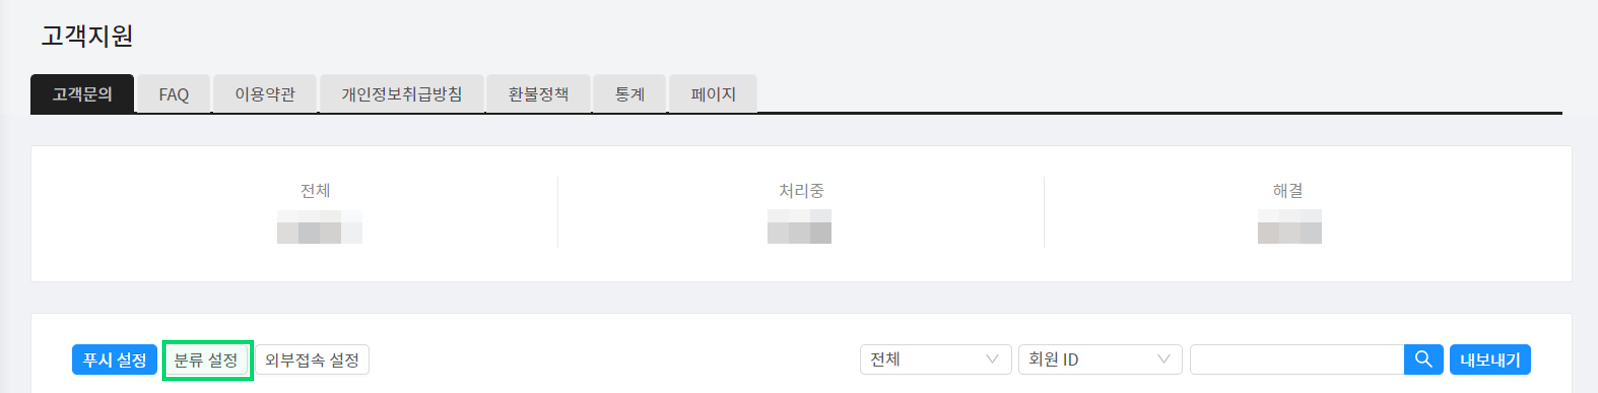 고객지원
고객문의 FAQ 이용약관 개인정보취급방침 환불정책 통계 페이지
전체 처리중 해결
푸시 설정 분류 설정 외부접속 설정 전체 회원 ID 내보내기